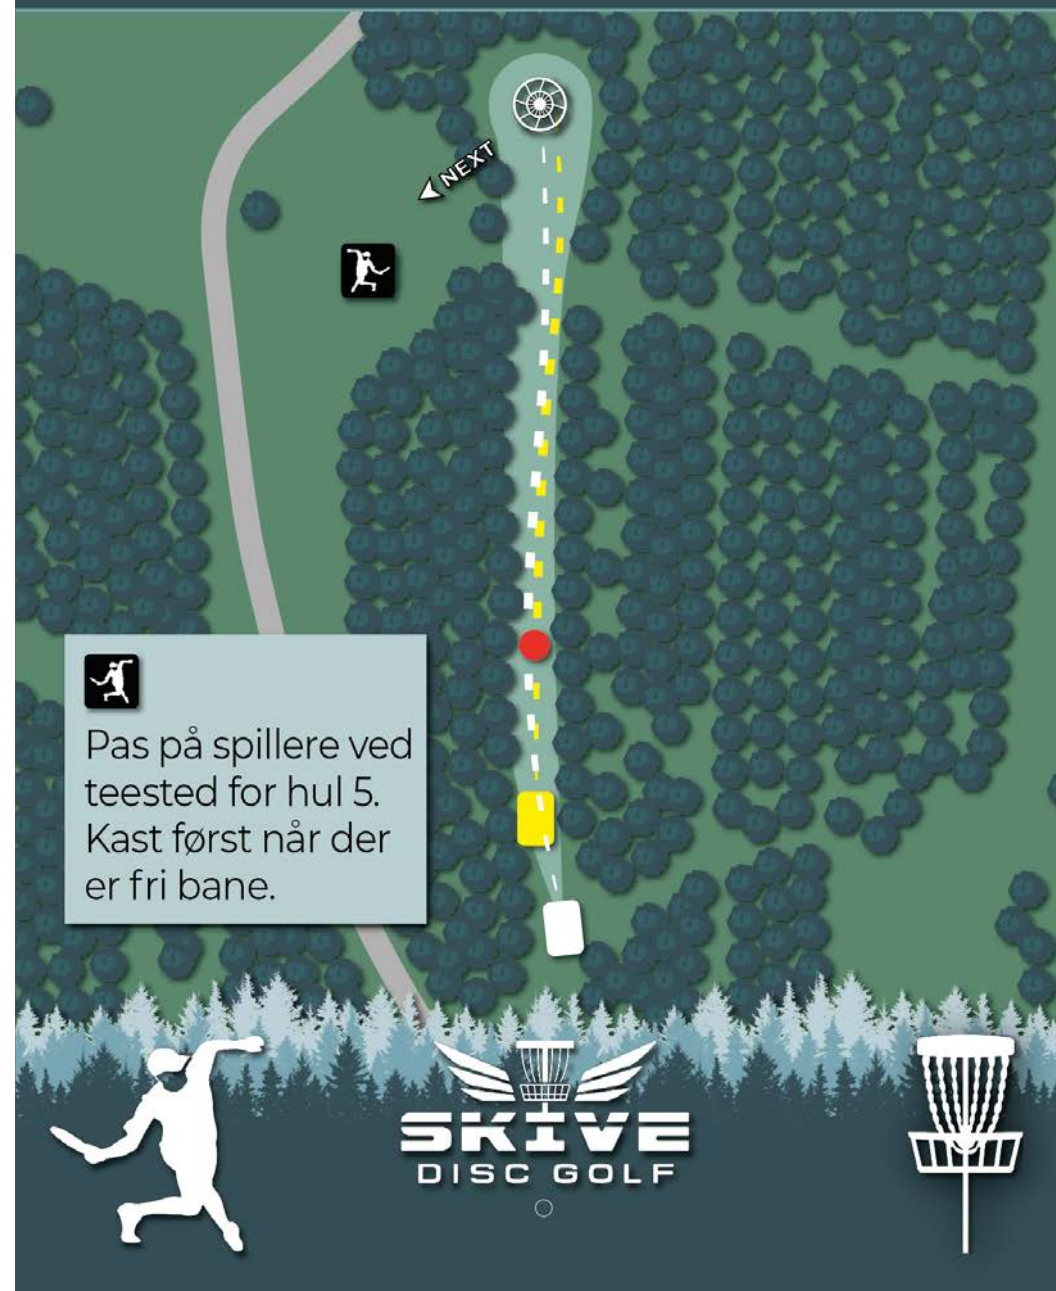 NEXT
Pas på spillere ved
teested for hul 5.
Kast først når der
er fri bane.
SKIVE
DISC GOLF